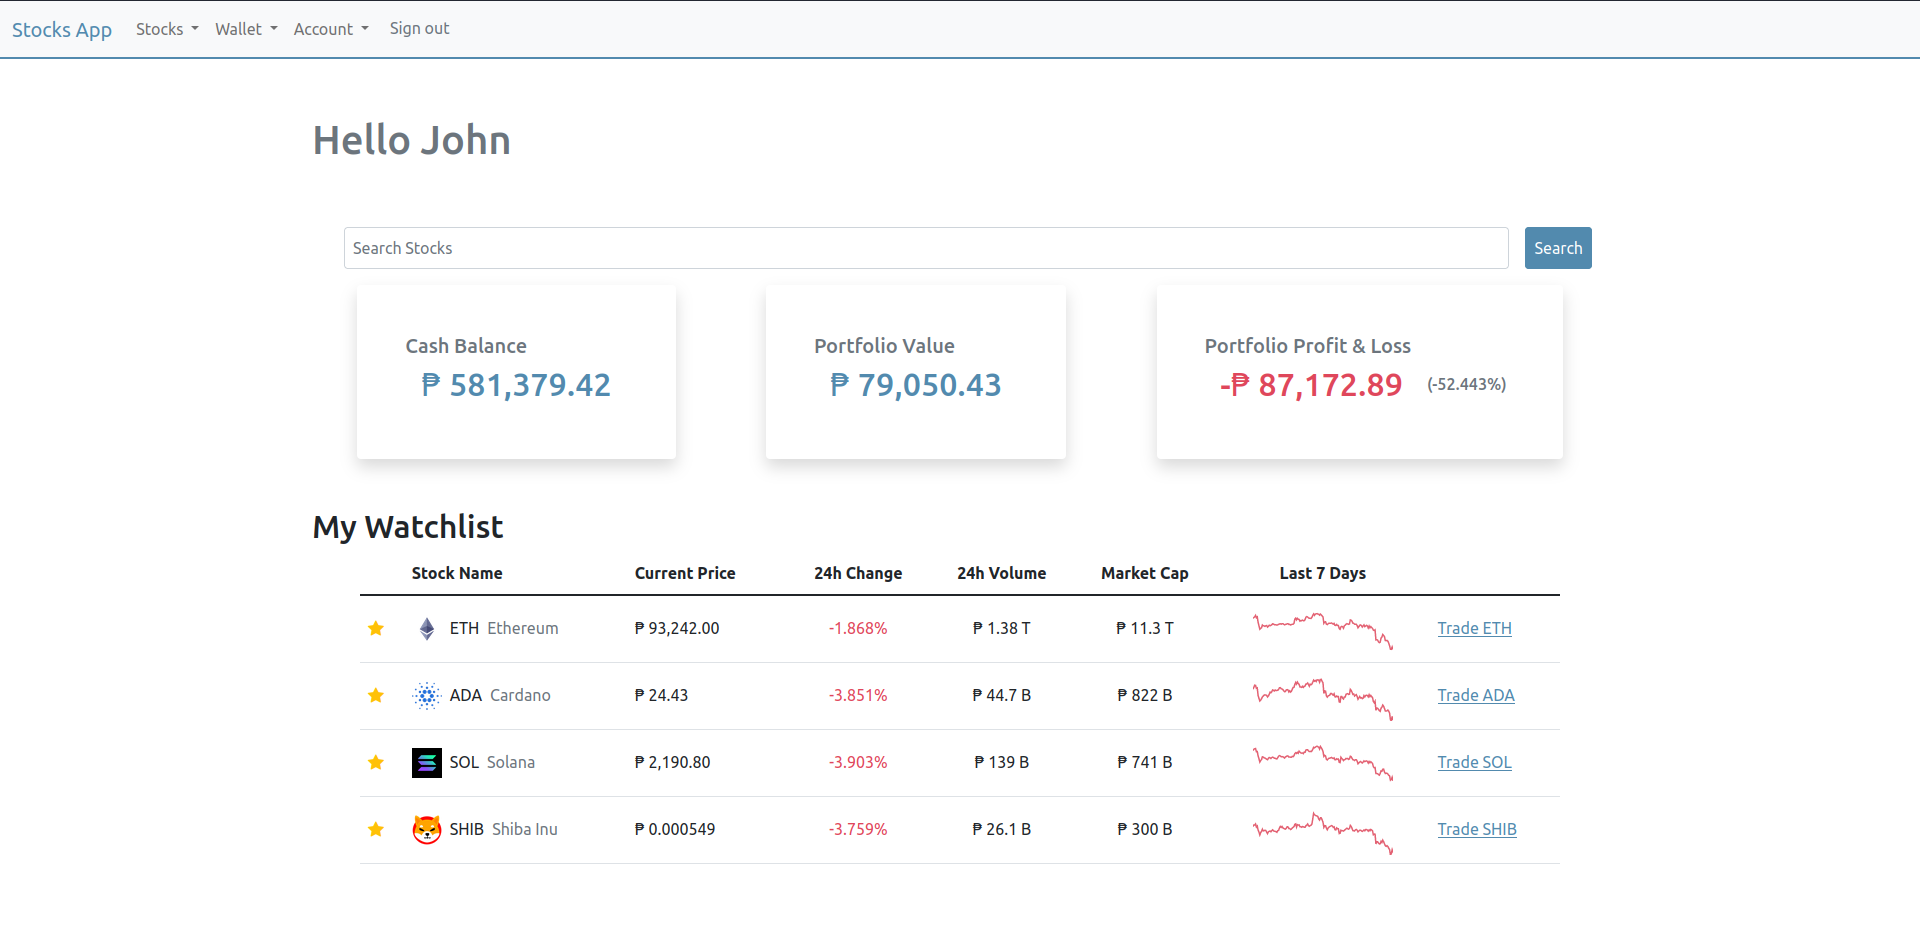 Stocks App Stocks Wallet Account Sign out
Hello John
Search Stocks Search
Cash Balance Portfolio Value Portfolio Profit & Loss
₱ 581,379.42 ₱ 79,050.43 -₱ 87,172.89 (-52.443%)
My Watchlist
Stock Name Current Price 24h Change 24h Volume Market Cap Last 7 Days
ETH Ethereum ₱ 93,242.00 -1.868% ₱ 1.38 T ₱ 11.3 T Trade ETH
ADA Cardano ₱ 24.43 -3.851% ₱ 44.7 B ₱ 822 B Trade ADA
SOL Solana ₱ 2,190.80 -3.903% ₱ 139 B ₱ 741 B Trade SOL
SHIB Shiba Inu ₱ 0.000549 -3.759% ₱ 26.1 B ₱ 300 B Trade SHIB